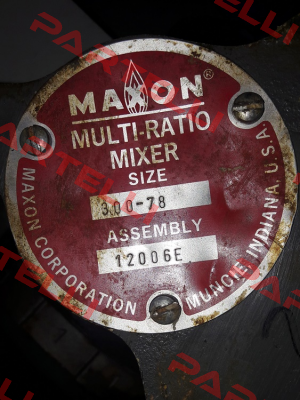 MAXON®
MULTI-RATIO
MIXER
SIZE
300-78
ASSEMBLY
12006E
MAXON CORPORATION
MUNCIE, INDIANA, U.S.A.